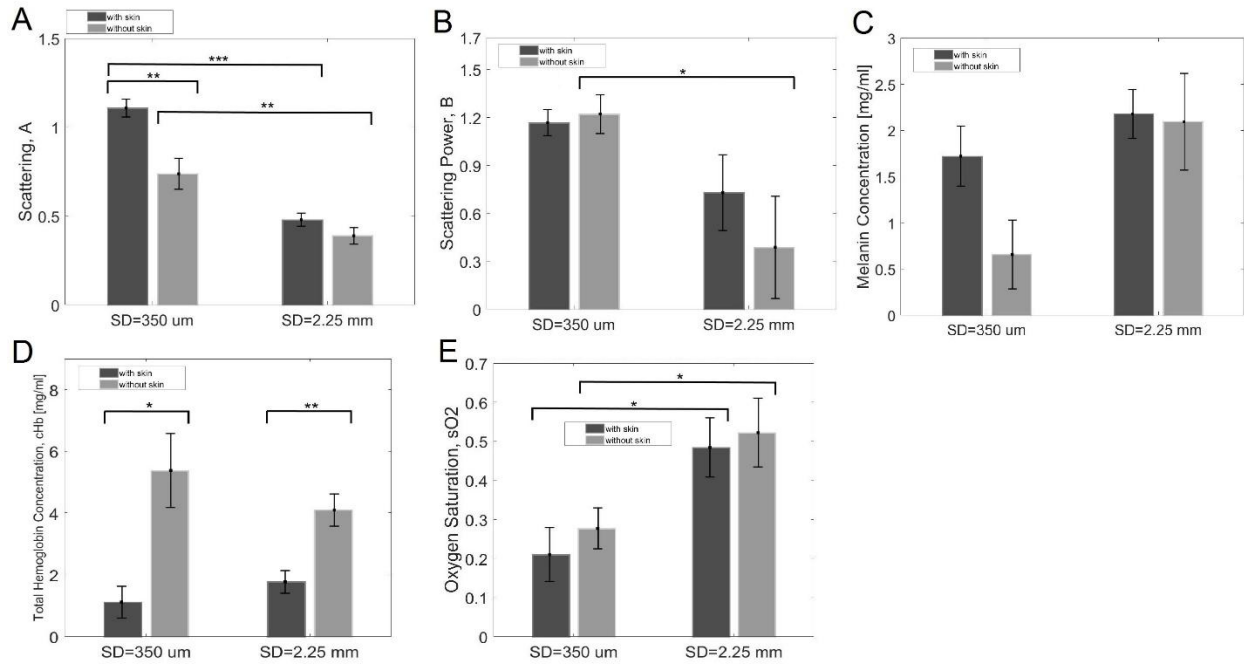 A
with skin
without skin
Scattering, A
1.5
1
0.5
0
***
**
**
SD=350 um
SD=2.25 mm
B
with skin
without skin
Scattering Power, B
1.7
1.5
1.2
0.9
0.6
0.3
0
*
SD=350 um
SD=2.25 mm
C
with skin
without skin
Melanin Concentration [mg/ml]
3
2.5
2
1.5
1
0.5
0
SD=350 um
SD=2.25 mm
D
with skin
without skin
Total Hemoglobin Concentration, cHb [mg/ml]
8
6
4
2
0
*
**
SD=350 um
SD=2.25 mm
E
with skin
without skin
Oxygen Saturation, sO2
0.7
0.6
0.5
0.4
0.3
0.2
0.1
0
*
*
SD=350 um
SD=2.25 mm